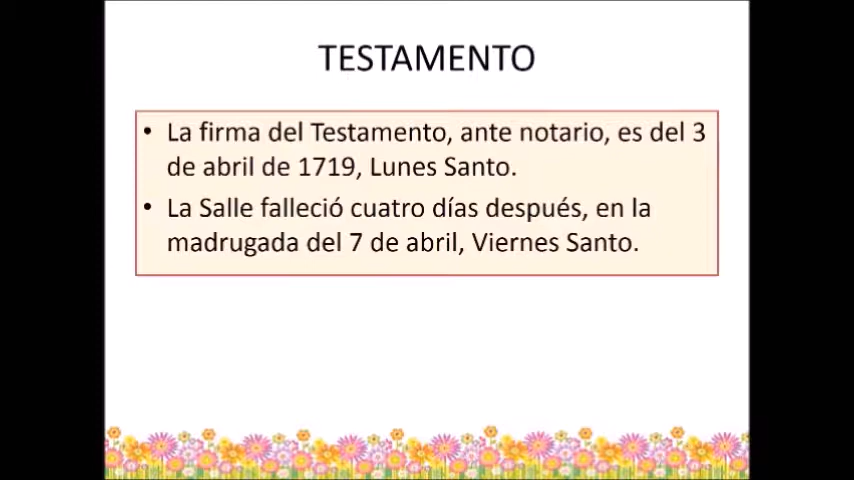 TESTAMENTO
• La firma del Testamento, ante notario, es del 3
de abril de 1719, Lunes Santo.
• La Salle falleció cuatro días después, en la
madrugada del 7 de abril, Viernes Santo.